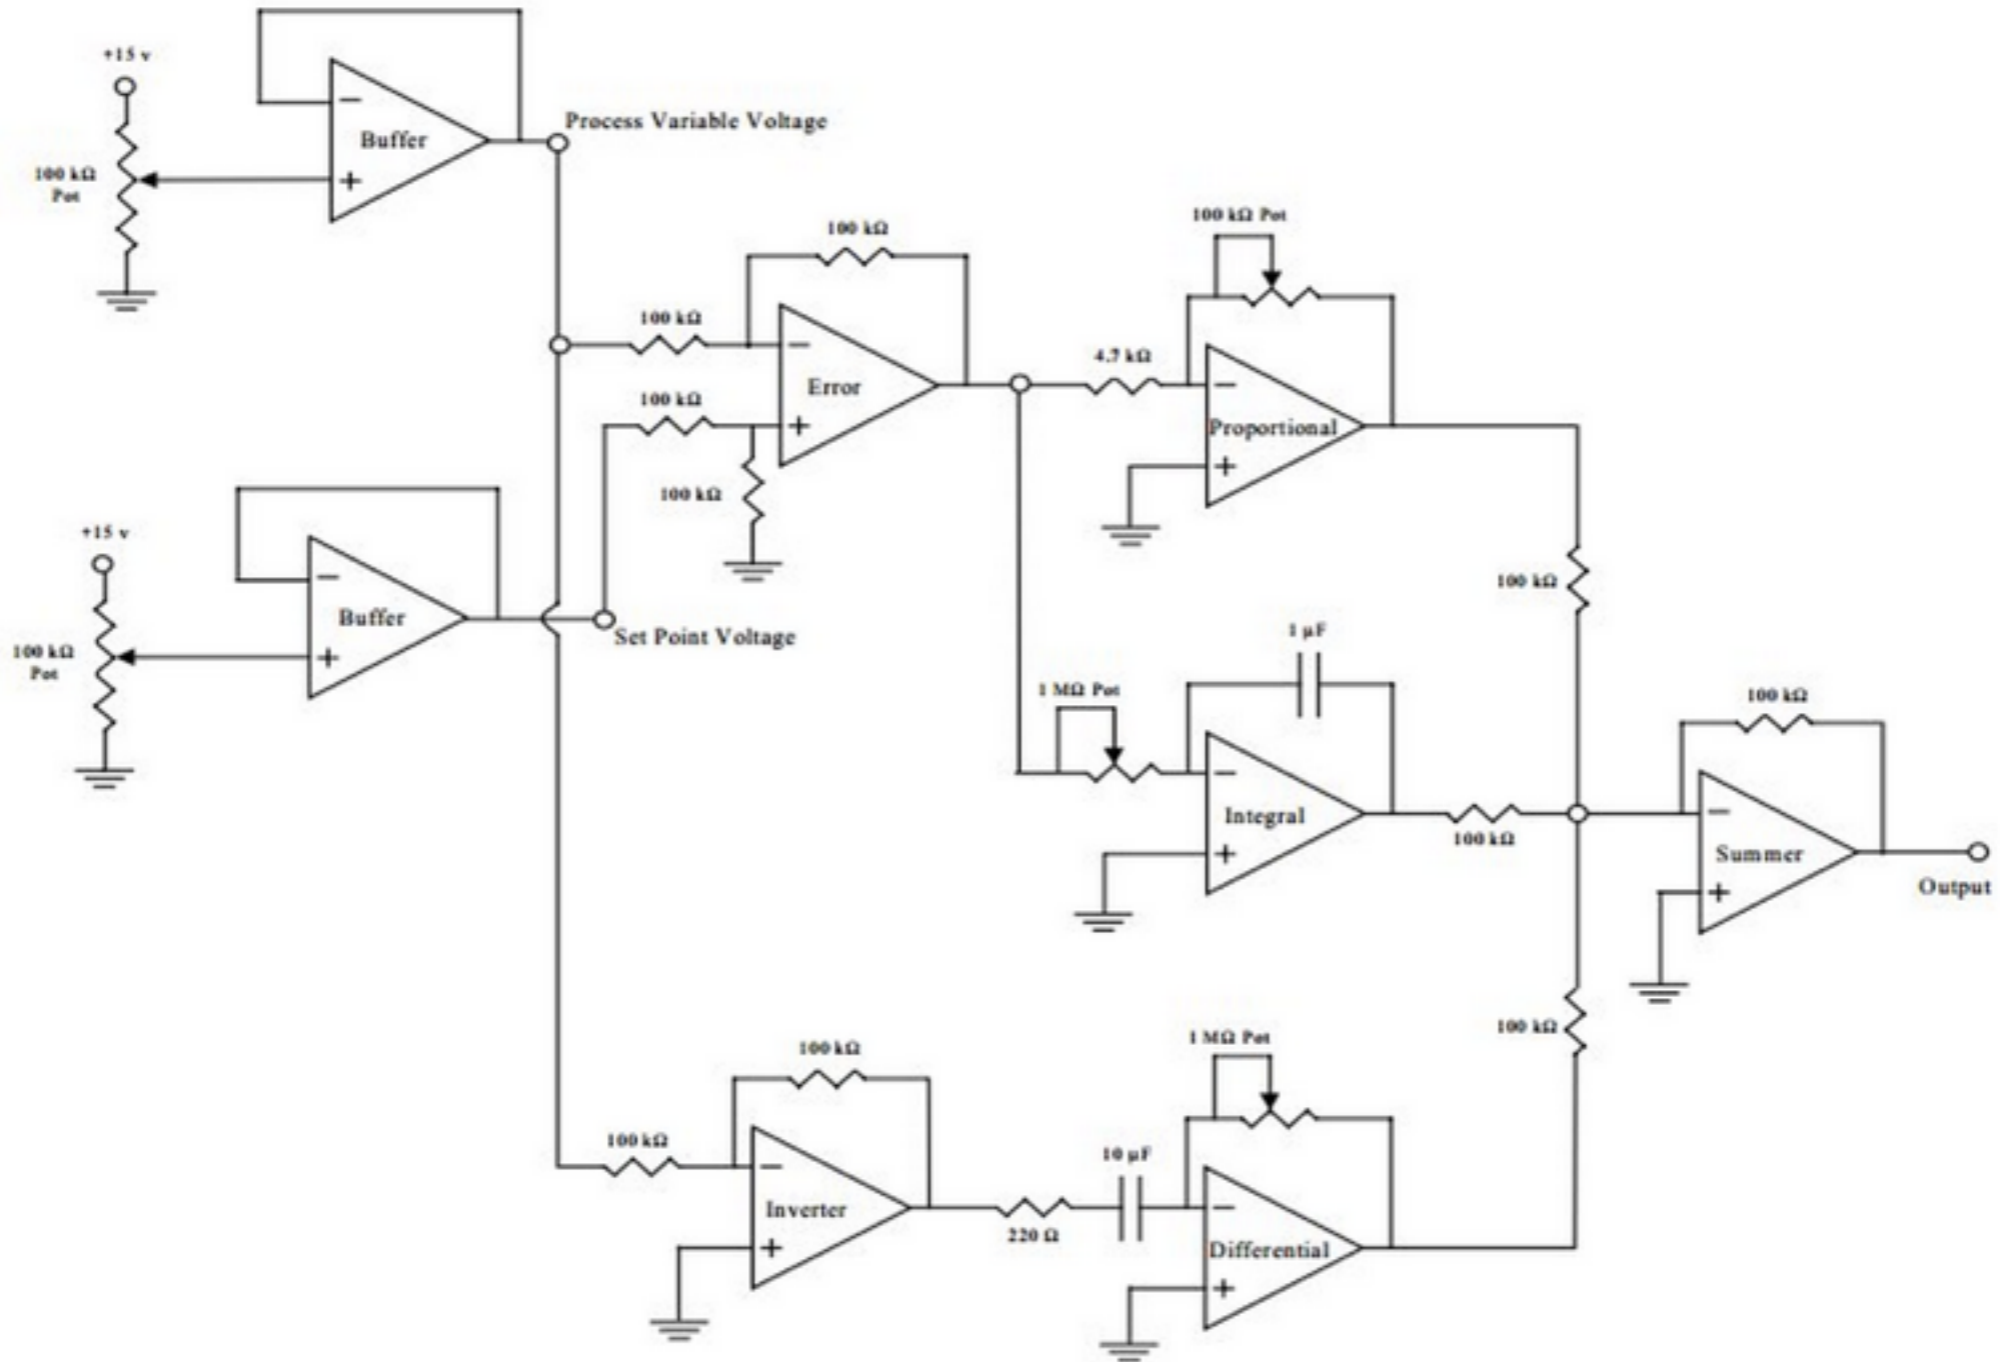 +15 v
100 kΩ
Pot
−
Buffer
+
Process Variable Voltage
100 kΩ
100 kΩ
−
Error
100 kΩ
+
100 kΩ
100 kΩ Pot
4.7 kΩ
−
Proportional
+
+15 v
100 kΩ
Pot
−
Buffer
+
Set Point Voltage
100 kΩ
1 µF
1 MΩ Pot
−
Integral
+
100 kΩ
100 kΩ
−
Summer
+
Output
100 kΩ
100 kΩ
100 kΩ
−
Inverter
+
220 Ω
10 µF
1 MΩ Pot
−
Differential
+